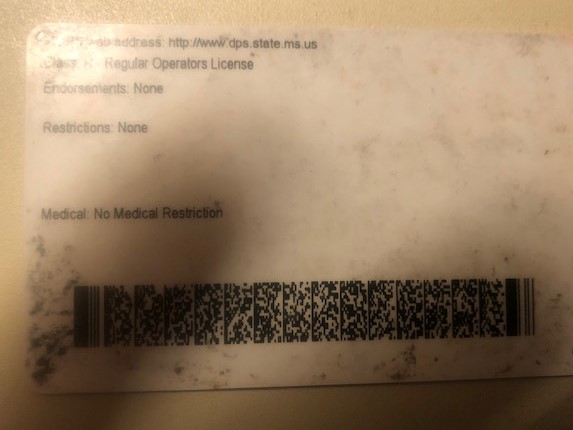 web address: http://www.dps.state.ms.us
Class: R - Regular Operators License
Endorsements: None
Restrictions: None
Medical: No Medical Restriction